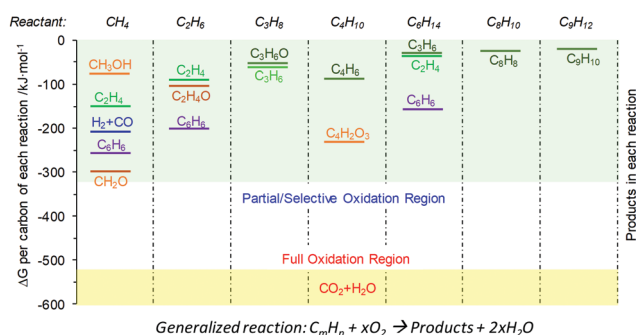 Reactant: CH4 C2H6 C3H8 C4H10 C6H14 C8H10 C9H12
0
-100
-200
-300
-400
-500
-600
ΔG per carbon of each reaction /kJ·mol-1
CH3OH
C2H4
H2+CO
C6H6
CH2O
C2H4
C2H4O
C6H6
C3H6O
C3H6
C4H6
C4H2O3
C3H6
C2H4
C6H6
C8H8
C9H10
Partial/Selective Oxidation Region
Full Oxidation Region
CO2+H2O
Products in each reaction
Generalized reaction: CmHn + xO2 → Products + 2xH2O